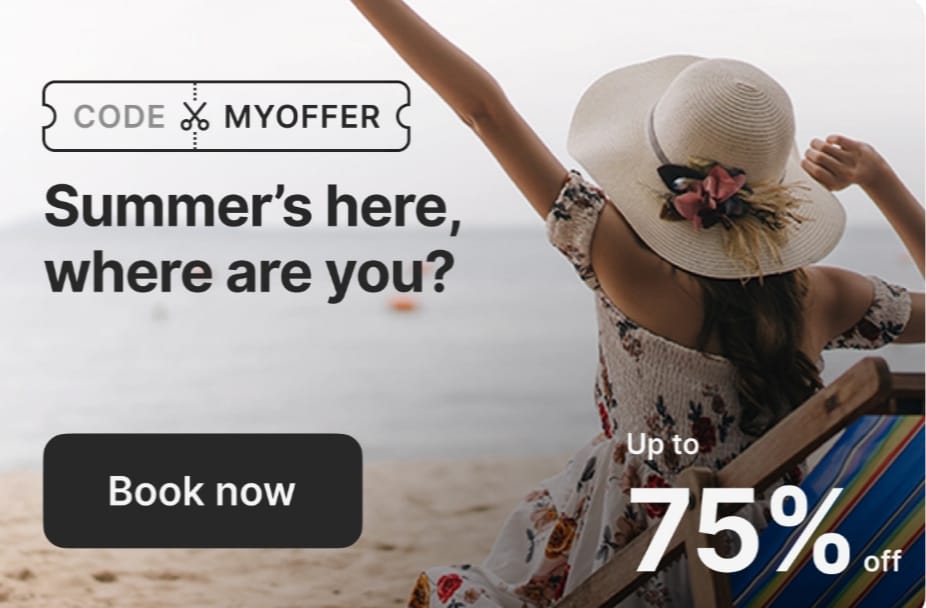 CODE MYOFFER
Summer’s here,
where are you?
Book now
Up to
75% off